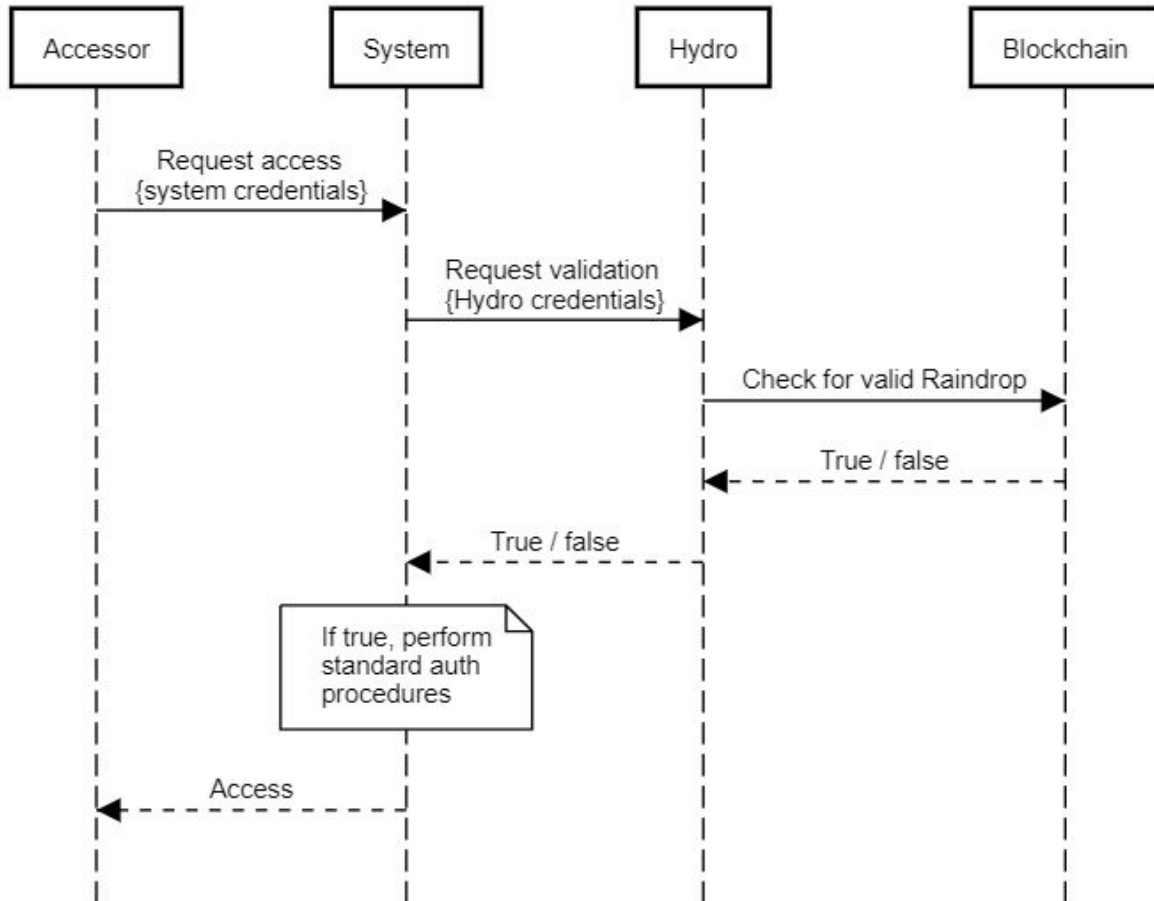 Accessor
System
Hydro
Blockchain
Request access
{system credentials}
Request validation
{Hydro credentials}
Check for valid Raindrop
True / false
True / false
If true, perform
standard auth
procedures
Access